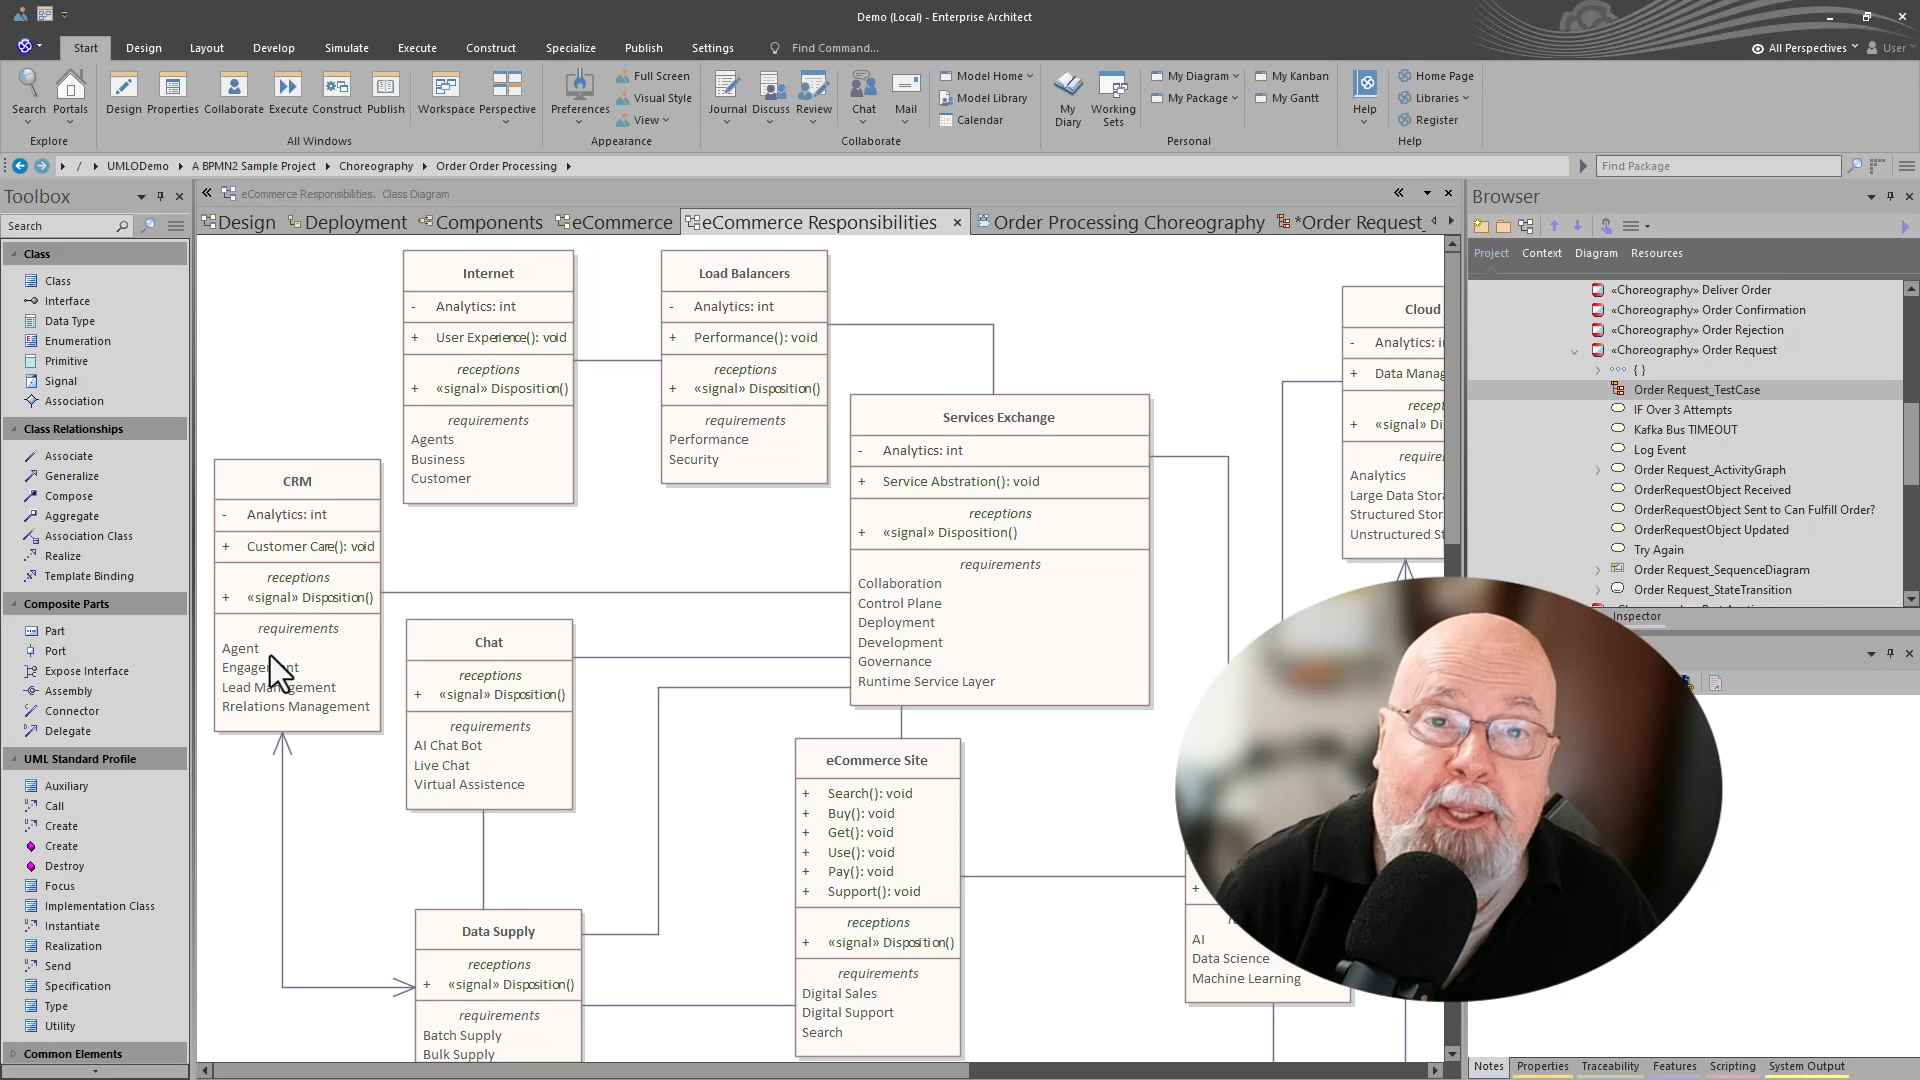 Demo (Local) - Enterprise Architect
Start
Design
Layout
Develop
Simulate
Execute
Construct
Specialize
Publish
Settings
Find Command...
All Perspectives
User
Search
Portals
Explore
Design
Properties
Collaborate
Execute
Construct
Publish
All Windows
Workspace
Perspective
Preferences
Full Screen
Visual Style
View
Appearance
Journal
Discuss
Review
Chat
Mail
Model Home
Model Library
Calendar
Collaborate
My Diary
Working Sets
My Diagram
My Package
My Kanban
My Gantt
Personal
Help
Home Page
Libraries
Register
Help
/ UMLODemo A BPMN2 Sample Project Choreography Order Order Processing
Find Package
Toolbox
Search
Class
Class
Interface
Data Type
Enumeration
Primitive
Signal
Association
Class Relationships
Associate
Generalize
Compose
Aggregate
Association Class
Realize
Template Binding
Composite Parts
Part
Port
Expose Interface
Assembly
Connector
Delegate
UML Standard Profile
Auxiliary
Call
Create
Create
Destroy
Focus
Implementation Class
Instantiate
Realization
Send
Specification
Type
Utility
Common Elements
eCommerce Responsibilities. Class Diagram
Design
Deployment
Components
eCommerce
eCommerce Responsibilities
Order Processing Choreography
*Order Request_
Internet
- Analytics: int
+ User Experience(): void
receptions
+ «signal» Disposition()
requirements
Agents
Business
Customer
Load Balancers
- Analytics: int
+ Performance(): void
receptions
+ «signal» Disposition()
requirements
Performance
Security
Cloud
- Analytics: i
+ Data Manag
recept
+ «signal» Di
requirer
Analytics
Large Data Stora
Structured Stor
Unstructured St
Services Exchange
- Analytics: int
+ Service Abstration(): void
receptions
+ «signal» Disposition()
requirements
Collaboration
Control Plane
Deployment
Development
Governance
Runtime Service Layer
CRM
- Analytics: int
+ Customer Care(): void
receptions
+ «signal» Disposition()
requirements
Agent
Engagement
Lead Management
Rrelations Management
Chat
receptions
+ «signal» Disposition()
requirements
AI Chat Bot
Live Chat
Virtual Assistence
eCommerce Site
+ Search(): void
+ Buy(): void
+ Get(): void
+ Use(): void
+ Pay(): void
+ Support(): void
receptions
+ «signal» Disposition()
requirements
Digital Sales
Digital Support
Search
Data Supply
receptions
+ «signal» Disposition()
requirements
Batch Supply
Bulk Supply
+
AI
Data Science
Machine Learning
Browser
Project
Context
Diagram
Resources
«Choreography» Deliver Order
«Choreography» Order Confirmation
«Choreography» Order Rejection
«Choreography» Order Request
{ }
Order Request_TestCase
IF Over 3 Attempts
Kafka Bus TIMEOUT
Log Event
Order Request_ActivityGraph
OrderRequestObject Received
OrderRequestObject Sent to Can Fulfill Order?
OrderRequestObject Updated
Try Again
Order Request_SequenceDiagram
Order Request_StateTransition
Inspector
Notes
Properties
Traceability
Features
Scripting
System Output